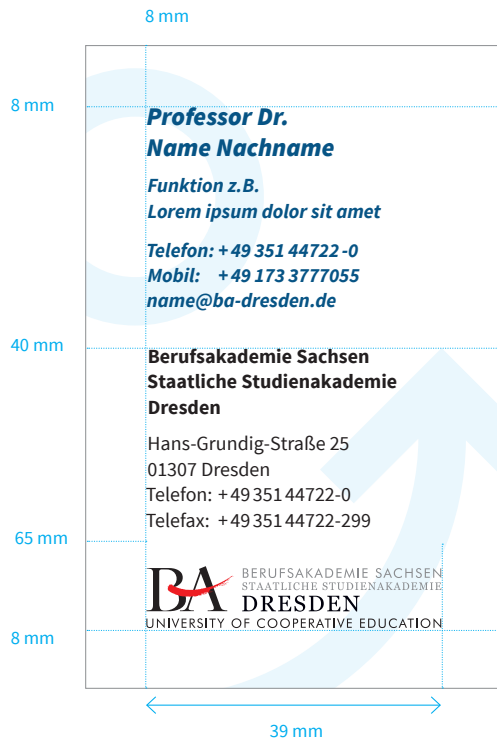 8 mm
8 mm
Professor Dr.
Name Nachname
Funktion z.B.
Lorem ipsum dolor sit amet
Telefon: +49 351 44722-0
Mobil: +49 173 3777055
name@ba-dresden.de
40 mm
Berufsakademie Sachsen
Staatliche Studienakademie
Dresden
Hans-Grundig-Straße 25
01307 Dresden
Telefon: +49 351 44722-0
Telefax: +49 351 44722-299
65 mm
BA
BERUFSAKADEMIE SACHSEN
STAATLICHE STUDIENAKADEMIE
DRESDEN
UNIVERSITY OF COOPERATIVE EDUCATION
8 mm
39 mm